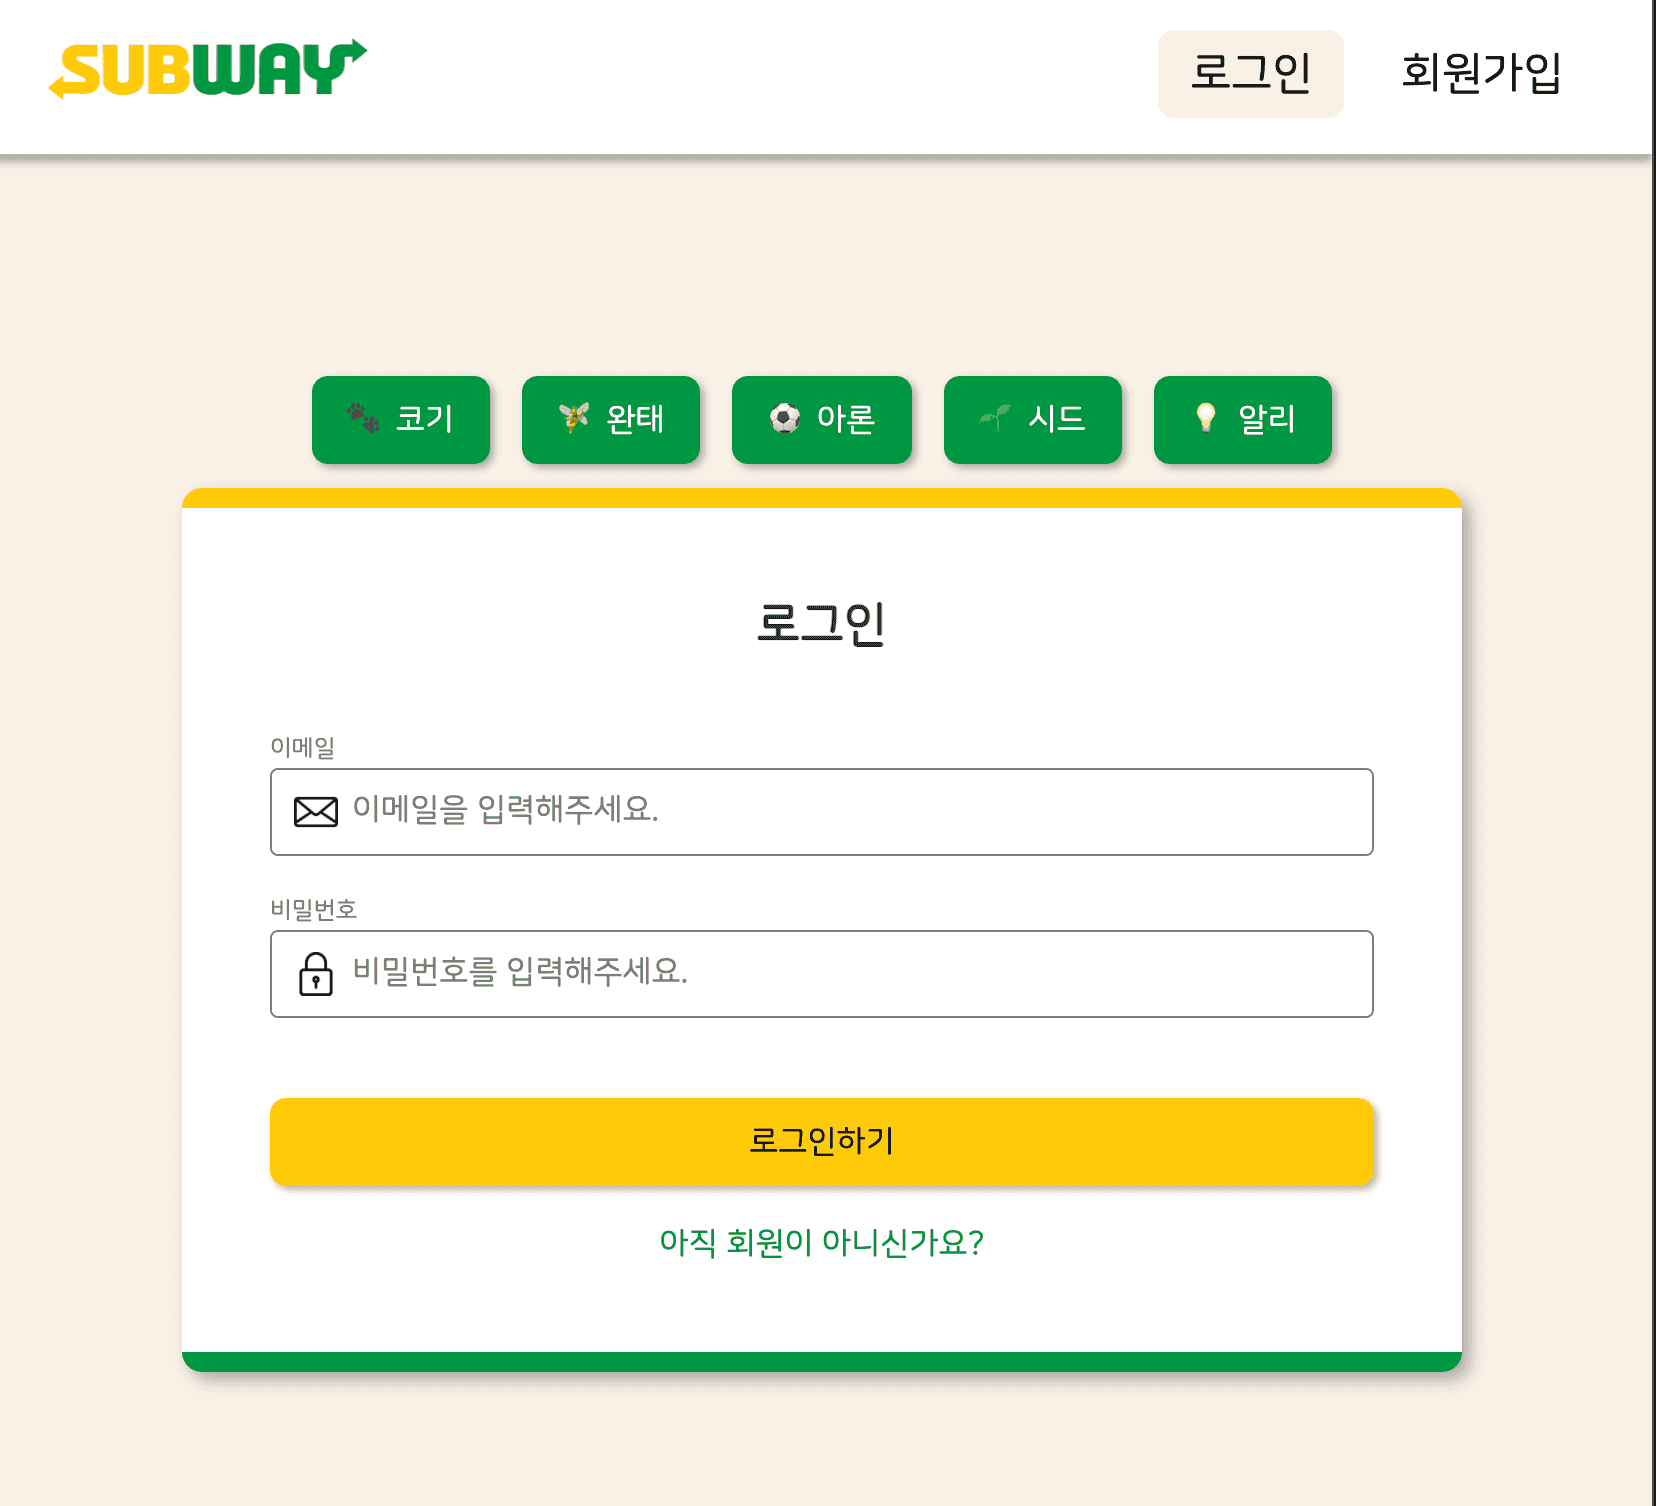 SUBWAY
로그인 회원가입
코기 완태 아론 시드 알리
로그인
이메일
이메일을 입력해주세요.
비밀번호
비밀번호를 입력해주세요.
로그인하기
아직 회원이 아니신가요?